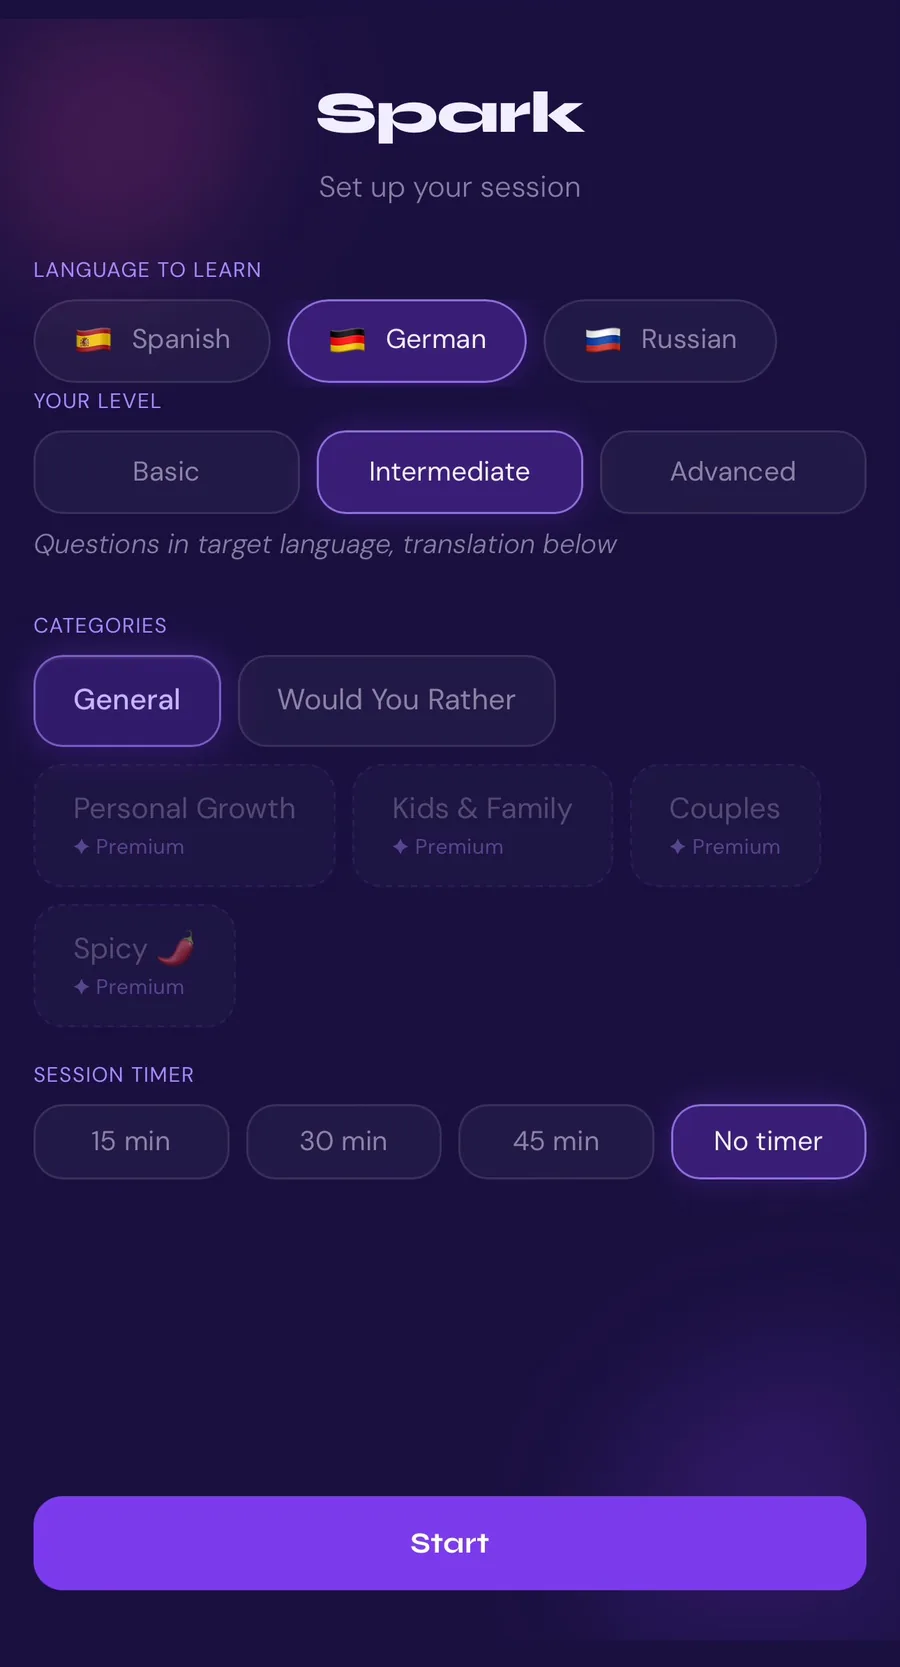 Spark
Set up your session
LANGUAGE TO LEARN
🇪🇸 Spanish 🇩🇪 German 🇷🇺 Russian
YOUR LEVEL
Basic Intermediate Advanced
Questions in target language, translation below
CATEGORIES
General Would You Rather
Personal Growth Kids & Family Couples
✦ Premium ✦ Premium ✦ Premium
Spicy 🌶️
✦ Premium
SESSION TIMER
15 min 30 min 45 min No timer
Start